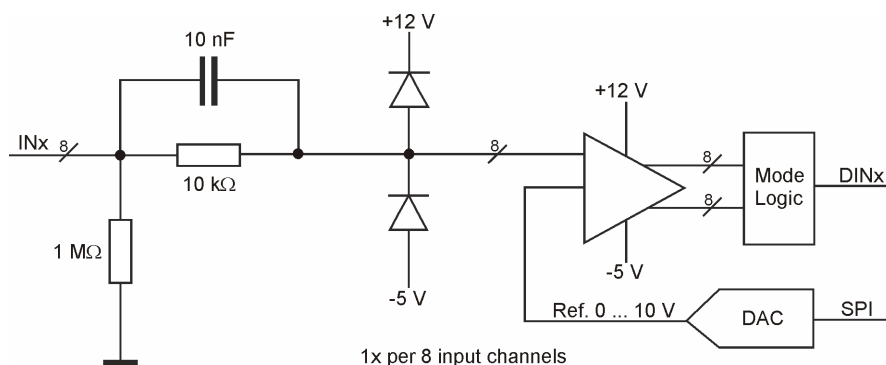 +12 V
10 nF
+12 V
INx
8
8
8
Mode
Logic
DINx
10 kΩ
8
1 MΩ
-5 V
-5 V
Ref. 0 ... 10 V
DAC
SPI
1x per 8 input channels